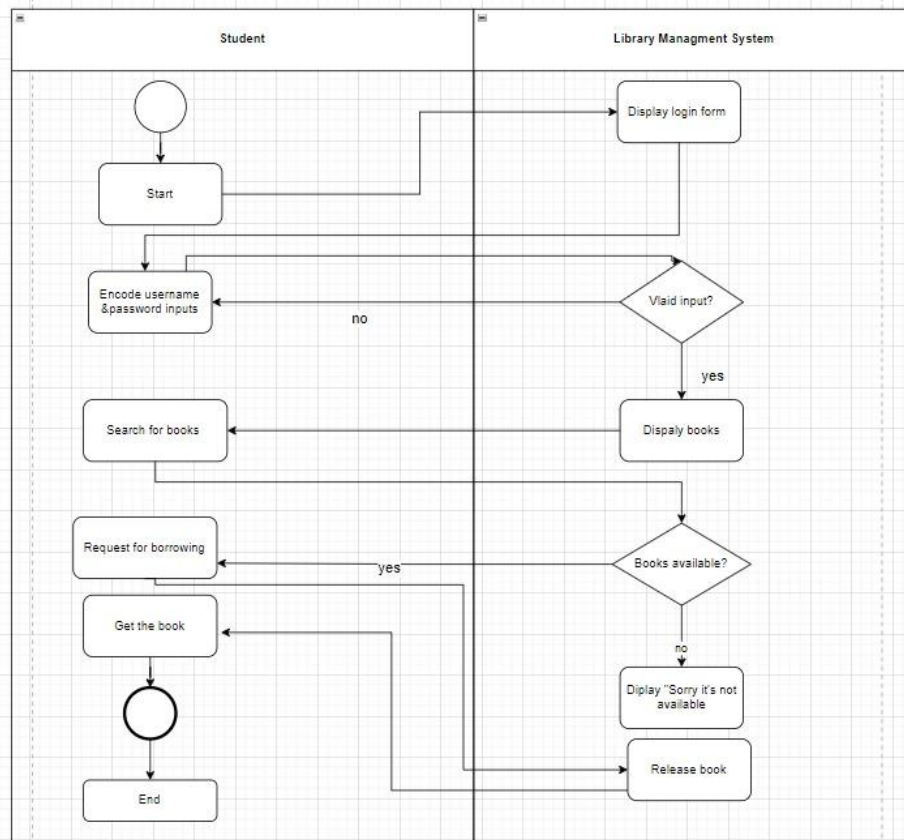 Student
Library Managment System
Display login form
Start
Encode username
&password inputs
Vlaid input?
no
yes
Search for books
Dispaly books
Request for borrowing
yes
Books available?
Get the book
no
Diplay "Sorry it's not
available
Release book
End